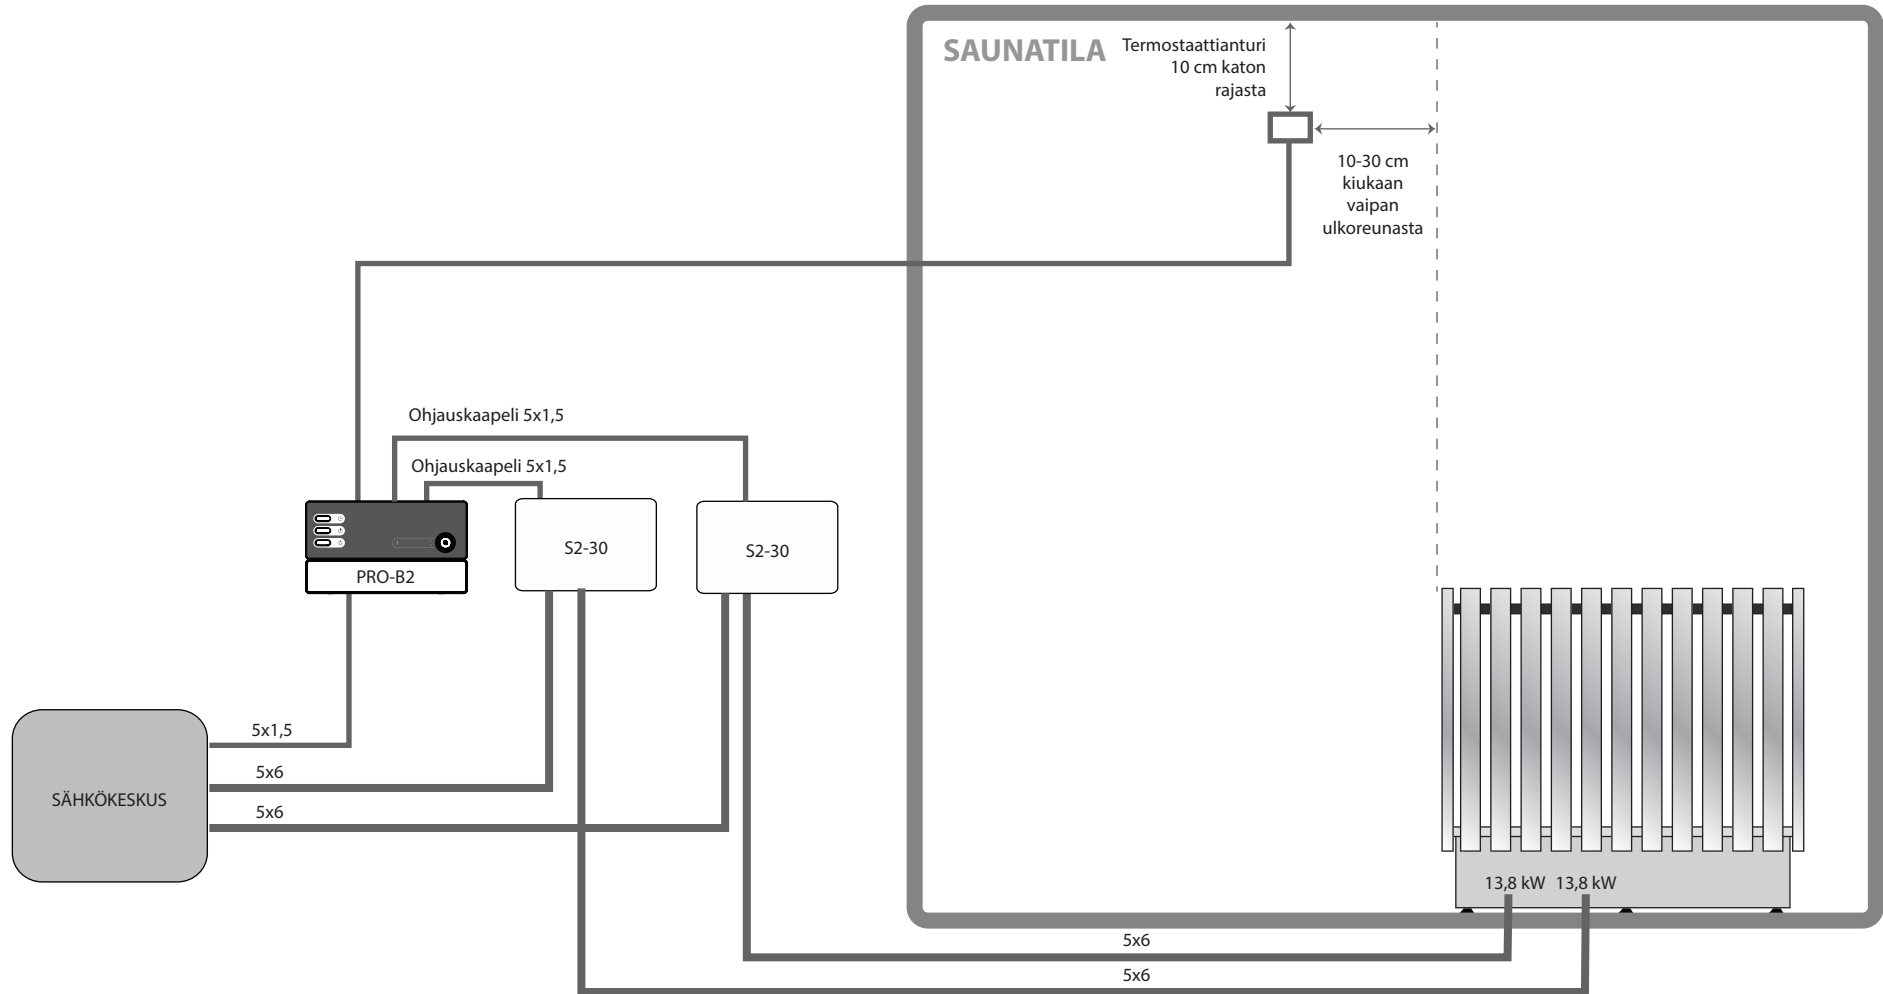 SAUNATILA
Termostaattianturi
10 cm katon
rajasta
10-30 cm
kiukaan
vaipan
ulkoreunasta
Ohjauskaapeli 5x1,5
Ohjauskaapeli 5x1,5
PRO-B2
S2-30
S2-30
5x1,5
5x6
5x6
SÄHKÖKESKUS
13,8 kW 13,8 kW
5x6
5x6